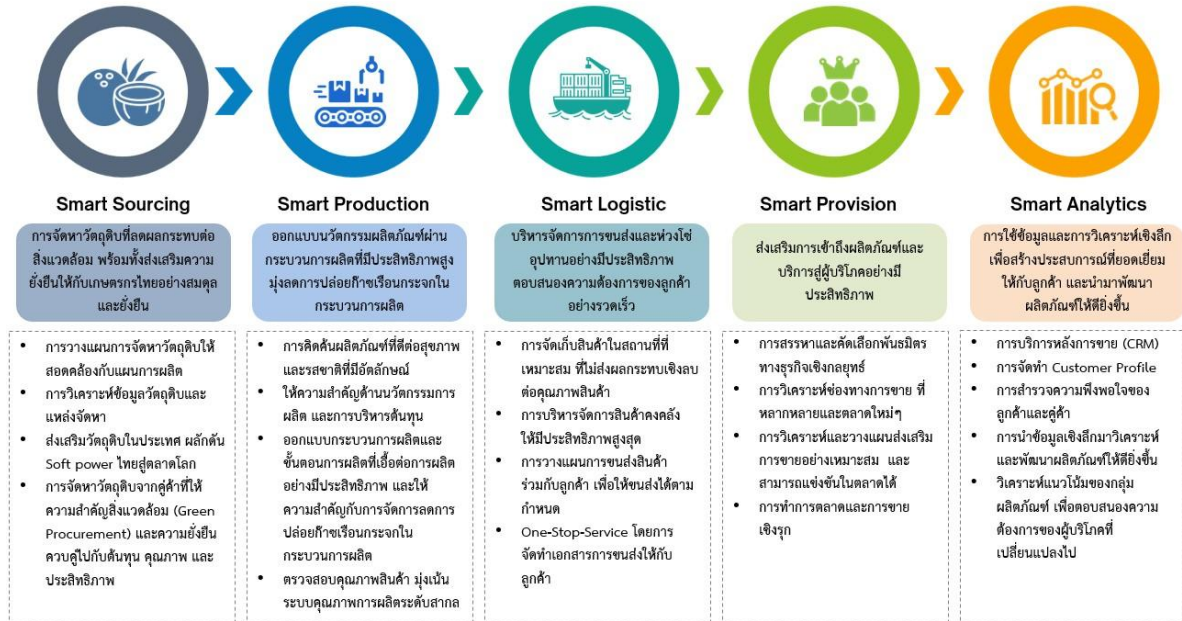 Smart Sourcing
การจัดหาวัตถุดิบที่ลดผลกระทบต่อ
สิ่งแวดล้อม พร้อมทั้งส่งเสริมความ
ยั่งยืนให้กับเกษตรกรไทยอย่างสมดุล
และยั่งยืน
• การวางแผนการจัดหาวัตถุดิบให้
สอดคล้องกับแผนการผลิต
• การวิเคราะห์ข้อมูลวัตถุดิบและ
แหล่งจัดหา
• ส่งเสริมวัตถุดิบในประเทศ ผลักดัน
Soft power ไทยสู่ตลาดโลก
• การจัดหาวัตถุดิบจากคู่ค้าที่ให้
ความสำคัญสิ่งแวดล้อม (Green
Procurement) และความยั่งยืน
ควบคู่ไปกับต้นทุน คุณภาพ และ
ประสิทธิภาพ
Smart Production
ออกแบบนวัตกรรมผลิตภัณฑ์ผ่าน
กระบวนการผลิตที่มีประสิทธิภาพสูง
มุ่งลดการปล่อยก๊าซเรือนกระจกใน
กระบวนการผลิต
• การคิดค้นผลิตภัณฑ์ที่ดีต่อสุขภาพ
และรสชาติที่มีอัตลักษณ์
• ให้ความสำคัญด้านนวัตกรรมการ
ผลิต และการบริหารต้นทุน
• ออกแบบกระบวนการผลิตและ
ขั้นตอนการผลิตที่เอื้อต่อการผลิต
อย่างมีประสิทธิภาพ และให้
ความสำคัญกับการจัดการลดการ
ปล่อยก๊าซเรือนกระจกใน
กระบวนการผลิต
• ตรวจสอบคุณภาพสินค้า มุ่งเน้น
ระบบคุณภาพการผลิตระดับสากล
Smart Logistic
บริหารจัดการการขนส่งและห่วงโซ่
อุปทานอย่างมีประสิทธิภาพ
ตอบสนองความต้องการของลูกค้า
อย่างรวดเร็ว
• การจัดเก็บสินค้าในสถานที่ที่
เหมาะสม ที่ไม่ส่งผลกระทบเชิงลบ
ต่อคุณภาพสินค้า
• การบริหารจัดการสินค้าคงคลัง
ให้มีประสิทธิภาพสูงสุด
• การวางแผนการขนส่งสินค้า
ร่วมกับลูกค้า เพื่อให้ขนส่งได้ตาม
กำหนด
• One-Stop-Service โดยการ
จัดทำเอกสารการขนส่งให้กับ
ลูกค้า
Smart Provision
ส่งเสริมการเข้าถึงผลิตภัณฑ์และ
บริการสู่ผู้บริโภคอย่างมี
ประสิทธิภาพ
• การสรรหาและคัดเลือกพันธมิตร
ทางธุรกิจเชิงกลยุทธ์
• การวิเคราะห์ช่องทางการขาย ที่
หลากหลายและตลาดใหม่ๆ
• การวิเคราะห์และวางแผนส่งเสริม
การขายอย่างเหมาะสม และ
สามารถแข่งขันในตลาดได้
• การทำการตลาดและการขาย
เชิงรุก
Smart Analytics
การใช้ข้อมูลและการวิเคราะห์เชิงลึก
เพื่อสร้างประสบการณ์ที่ยอดเยี่ยม
ให้กับลูกค้า และนำมาพัฒนา
ผลิตภัณฑ์ให้ดียิ่งขึ้น
• การบริการหลังการขาย (CRM)
• การจัดทำ Customer Profile
• การสำรวจความพึงพอใจของ
ลูกค้าและคู่ค้า
• การนำข้อมูลเชิงลึกมาวิเคราะห์
และพัฒนาผลิตภัณฑ์ให้ดียิ่งขึ้น
• วิเคราะห์แนวโน้มของกลุ่ม
ผลิตภัณฑ์ เพื่อตอบสนองความ
ต้องการของผู้บริโภคที่
เปลี่ยนแปลงไป